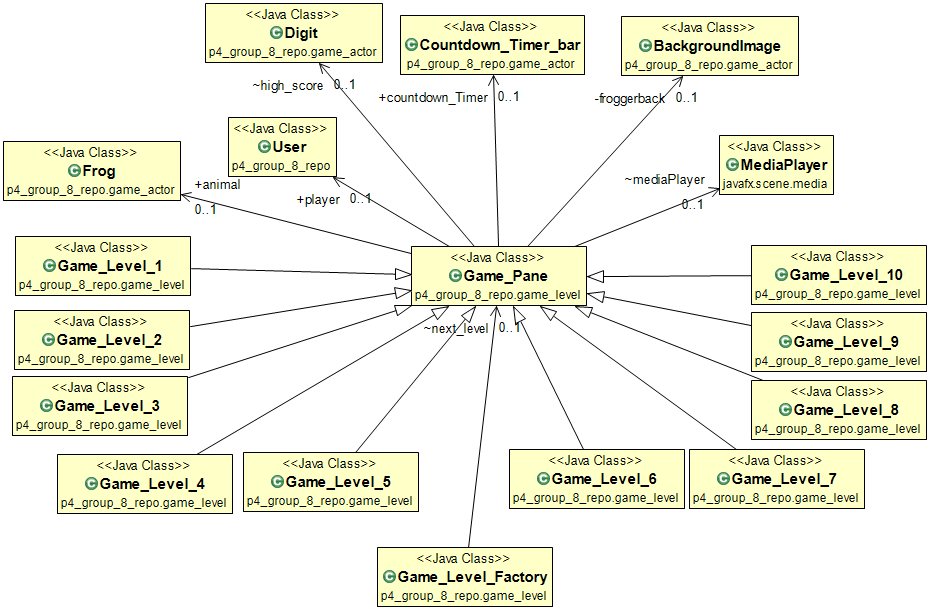 <<Java Class>>
Digit
p4_group_8_repo.game_actor
<<Java Class>>
Countdown_Timer_bar
p4_group_8_repo.game_actor
<<Java Class>>
BackgroundImage
p4_group_8_repo.game_actor
~high_score
0..1
+countdown_Timer
0..1
-froggerback
0..1
<<Java Class>>
Frog
p4_group_8_repo.game_actor
<<Java Class>>
User
p4_group_8_repo
<<Java Class>>
MediaPlayer
javafx.scene.media
+animal
0..1
+player
0..1
~mediaPlayer
0..1
<<Java Class>>
Game_Level_1
p4_group_8_repo.game_level
<<Java Class>>
Game_Pane
p4_group_8_repo.game_level
<<Java Class>>
Game_Level_10
p4_group_8_repo.game_level
<<Java Class>>
Game_Level_2
p4_group_8_repo.game_level
~next_level
0..1
<<Java Class>>
Game_Level_9
p4_group_8_repo.game_level
<<Java Class>>
Game_Level_3
p4_group_8_repo.game_level
<<Java Class>>
Game_Level_8
p4_group_8_repo.game_level
<<Java Class>>
Game_Level_4
p4_group_8_repo.game_level
<<Java Class>>
Game_Level_5
p4_group_8_repo.game_level
<<Java Class>>
Game_Level_6
p4_group_8_repo.game_level
<<Java Class>>
Game_Level_7
p4_group_8_repo.game_level
<<Java Class>>
Game_Level_Factory
p4_group_8_repo.game_level